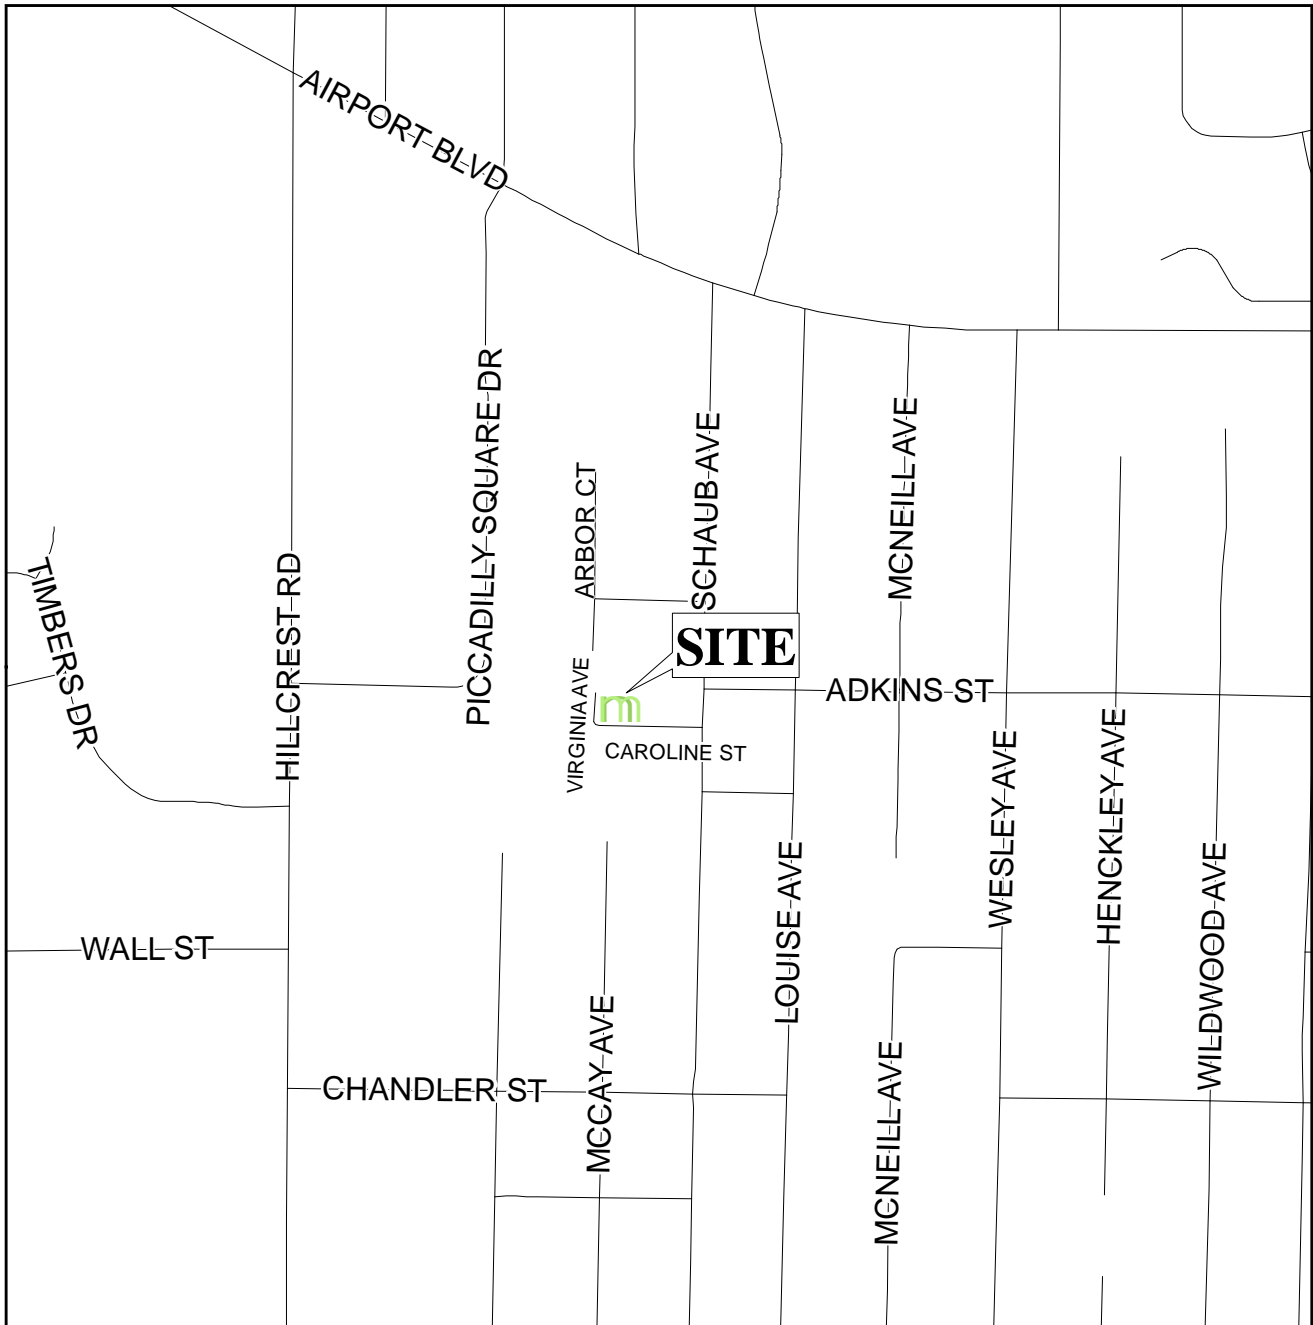 AIRPORT BLVD
PICCADILLY SQUARE DR
MCNEILL AVE
SCHAUB AVE
ARBOR CT
HILLCREST RD
TIMBERS DR
SITE
VIRGINIA AVE
ADKINS ST
CAROLINE ST
HENCKLEY AVE
WESLEY AVE
LOUISE AVE
WILDWOOD AVE
WALL ST
MCCAY AVE
MCNEILL AVE
CHANDLER ST